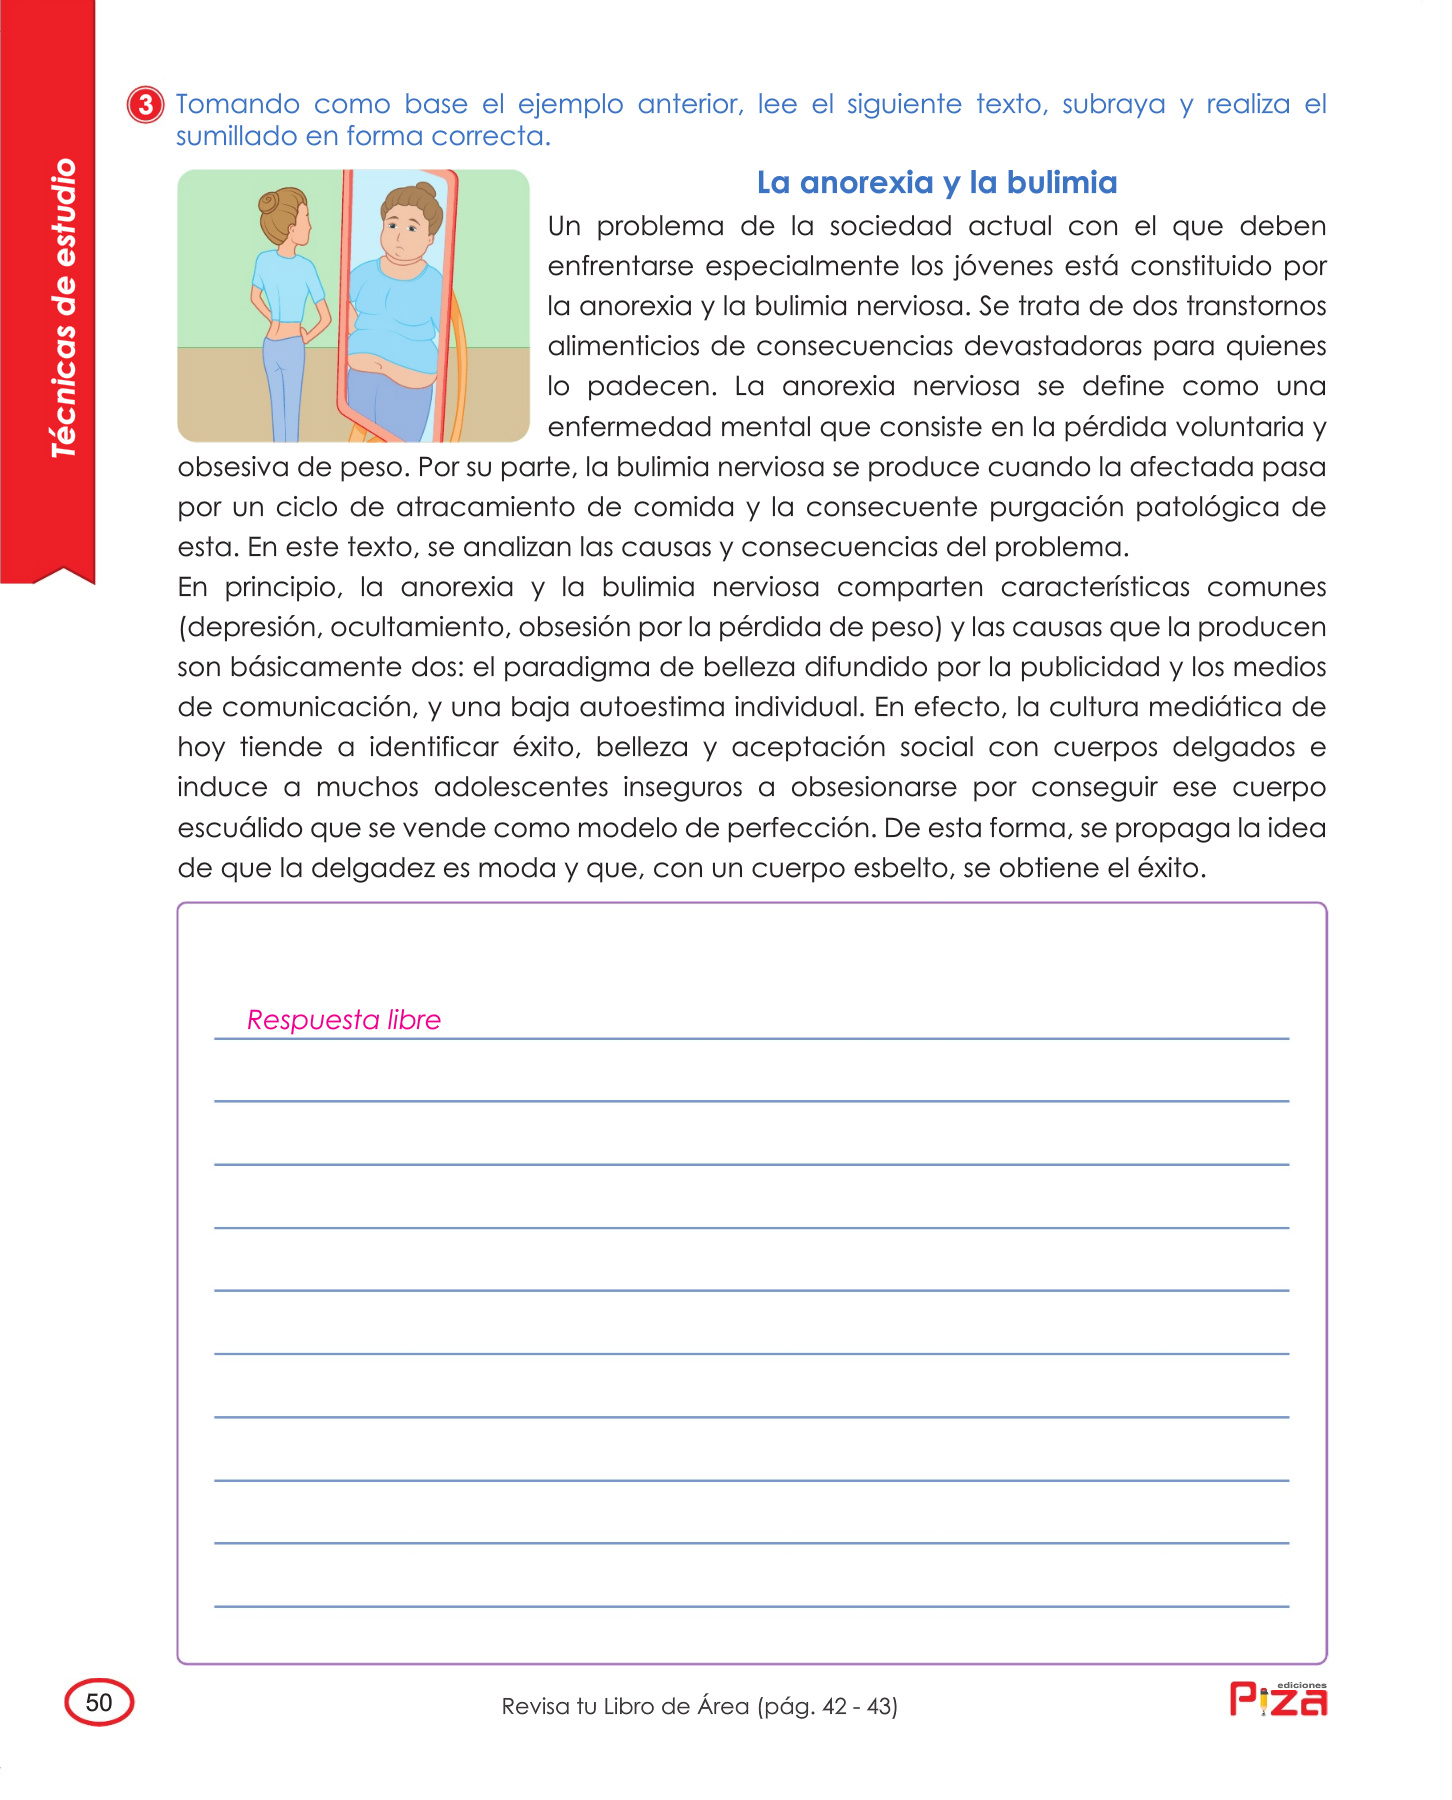 Técnicas de estudio
3 Tomando como base el ejemplo anterior, lee el siguiente texto, subraya y realiza el
sumillado en forma correcta.
La anorexia y la bulimia
Un problema de la sociedad actual con el que deben
enfrentarse especialmente los jóvenes está constituido por
la anorexia y la bulimia nerviosa. Se trata de dos transtornos
alimenticios de consecuencias devastadoras para quienes
lo padecen. La anorexia nerviosa se define como una
enfermedad mental que consiste en la pérdida voluntaria y
obsesiva de peso. Por su parte, la bulimia nerviosa se produce cuando la afectada pasa
por un ciclo de atracamiento de comida y la consecuente purgación patológica de
esta. En este texto, se analizan las causas y consecuencias del problema.
En principio, la anorexia y la bulimia nerviosa comparten características comunes
(depresión, ocultamiento, obsesión por la pérdida de peso) y las causas que la producen
son básicamente dos: el paradigma de belleza difundido por la publicidad y los medios
de comunicación, y una baja autoestima individual. En efecto, la cultura mediática de
hoy tiende a identificar éxito, belleza y aceptación social con cuerpos delgados e
induce a muchos adolescentes inseguros a obsesionarse por conseguir ese cuerpo
escuálido que se vende como modelo de perfección. De esta forma, se propaga la idea
de que la delgadez es moda y que, con un cuerpo esbelto, se obtiene el éxito.
Respuesta libre
50
Revisa tu Libro de Área (pág. 42 - 43)
ediciones
Piza